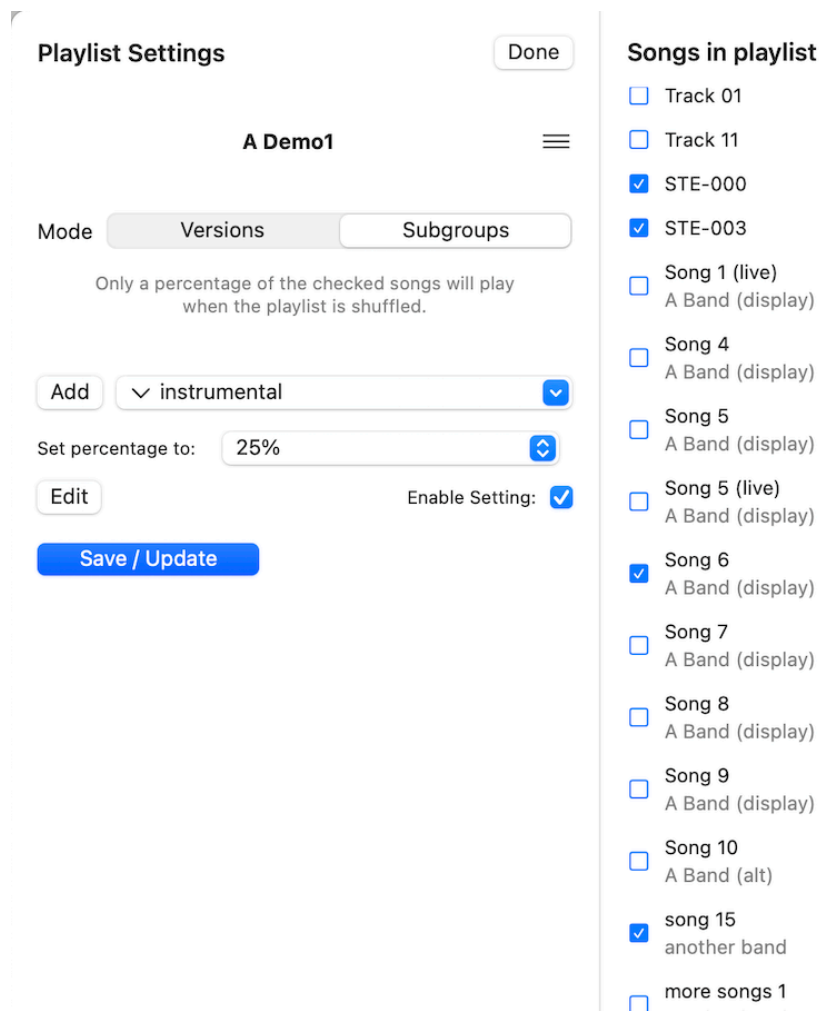 Playlist Settings
Done
A Demo1
Mode
Versions
Subgroups
Only a percentage of the checked songs will play
when the playlist is shuffled.
Add
instrumental
Set percentage to:
25%
Edit
Enable Setting:
Save / Update
Songs in playlist
Track 01
Track 11
STE-000
STE-003
Song 1 (live)
A Band (display)
Song 4
A Band (display)
Song 5
A Band (display)
Song 5 (live)
A Band (display)
Song 6
A Band (display)
Song 7
A Band (display)
Song 8
A Band (display)
Song 9
A Band (display)
Song 10
A Band (alt)
song 15
another band
more songs 1